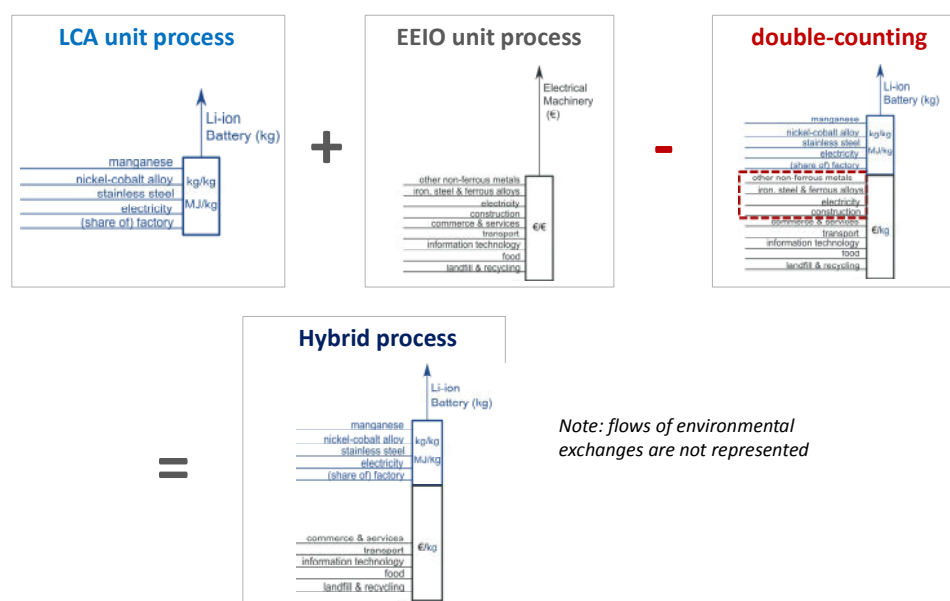 LCA unit process
Li-ion
Battery (kg)
manganese
nickel-cobalt alloy
stainless steel
electricity
(share of) factory
kg/kg
MJ/kg
+
EEIO unit process
Electrical
Machinery
(€)
other non-ferrous metals
iron, steel & ferrous alloys
electricity
construction
commerce & services
transport
information technology
food
landfill & recycling
€/€
-
double-counting
Li-ion
Battery (kg)
manganese
nickel-cobalt alloy
stainless steel
electricity
(share of) factory
kg/kg
MJ/kg
other non-ferrous metals
iron, steel & ferrous alloys
electricity
construction
commerce & services
transport
information technology
food
landfill & recycling
€/kg
=
Hybrid process
Li-ion
Battery (kg)
manganese
nickel-cobalt alloy
stainless steel
electricity
(share of) factory
kg/kg
MJ/kg
commerce & services
transport
information technology
food
landfill & recycling
€/kg
Note: flows of environmental
exchanges are not represented